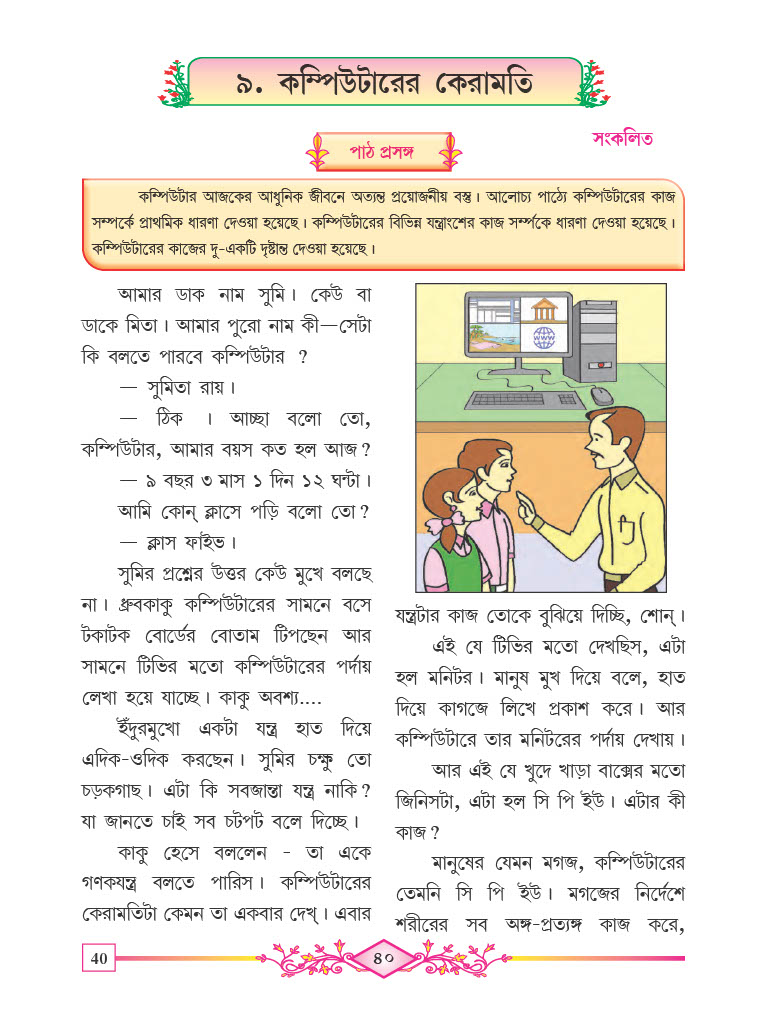 ৯. কম্পিউটারের কেরামতি
সংকলিত
পাঠ প্রসঙ্গ
কম্পিউটার আজকের আধুনিক জীবনে অত্যন্ত প্রয়োজনীয় বস্তু। আলোচ্য পাঠ্যে কম্পিউটারের কাজ
সম্পর্কে প্রাথমিক ধারণা দেওয়া হয়েছে। কম্পিউটারের বিভিন্ন যন্ত্রাংশের কাজ সর্ম্পকে ধারণা দেওয়া হয়েছে।
কম্পিউটারের কাজের দু-একটি দৃষ্টান্ত দেওয়া হয়েছে।
আমার ডাক নাম সুমি। কেউ বা
ডাকে মিতা। আমার পুরো নাম কী—সেটা
কি বলতে পারবে কম্পিউটার ?
— সুমিতা রায়।
— ঠিক । আচ্ছা বলো তো,
কম্পিউটার, আমার বয়স কত হল আজ?
— ৯ বছর ৩ মাস ১ দিন ১২ ঘন্টা।
আমি কোন্ ক্লাসে পড়ি বলো তো?
— ক্লাস ফাইভ।
সুমির প্রশ্নের উত্তর কেউ মুখে বলছে
না। ধ্রুবকাকু কম্পিউটারের সামনে বসে
টকাটক বোর্ডের বোতাম টিপছেন আর
সামনে টিভির মতো কম্পিউটারের পর্দায়
লেখা হয়ে যাচ্ছে। কাকু অবশ্য....
ইঁদুরমুখো একটা যন্ত্র হাত দিয়ে
এদিক-ওদিক করছেন। সুমির চক্ষু তো
চড়কগাছ। এটা কি সবজান্তা যন্ত্র নাকি?
যা জানতে চাই সব চটপট বলে দিচ্ছে।
কাকু হেসে বললেন - তা একে
গণকযন্ত্র বলতে পারিস। কম্পিউটারের
কেরামতিটা কেমন তা একবার দেখ্। এবার
যন্ত্রটার কাজ তোকে বুঝিয়ে দিচ্ছি, শোন্।
এই যে টিভির মতো দেখছিস, এটা
হল মনিটর। মানুষ মুখ দিয়ে বলে, হাত
দিয়ে কাগজে লিখে প্রকাশ করে। আর
কম্পিউটারে তার মনিটরের পর্দায় দেখায়।
আর এই যে খুদে খাড়া বাক্সের মতো
জিনিসটা, এটা হল সি পি ইউ। এটার কী
কাজ?
মানুষের যেমন মগজ, কম্পিউটারের
তেমনি সি পি ইউ। মগজের নির্দেশে
শরীরের সব অঙ্গ-প্রত্যঙ্গ কাজ করে,
40
৪০